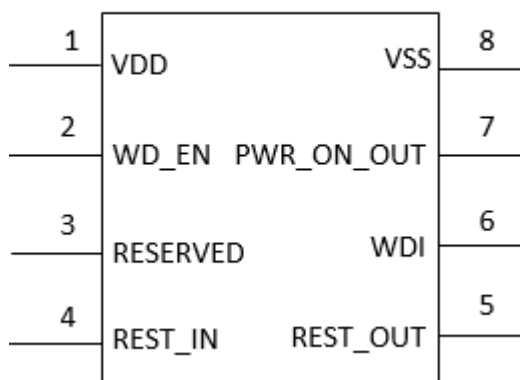 1 VDD VSS 8
2 WD_EN PWR_ON_OUT 7
3 RESERVED WDI 6
4 REST_IN REST_OUT 5